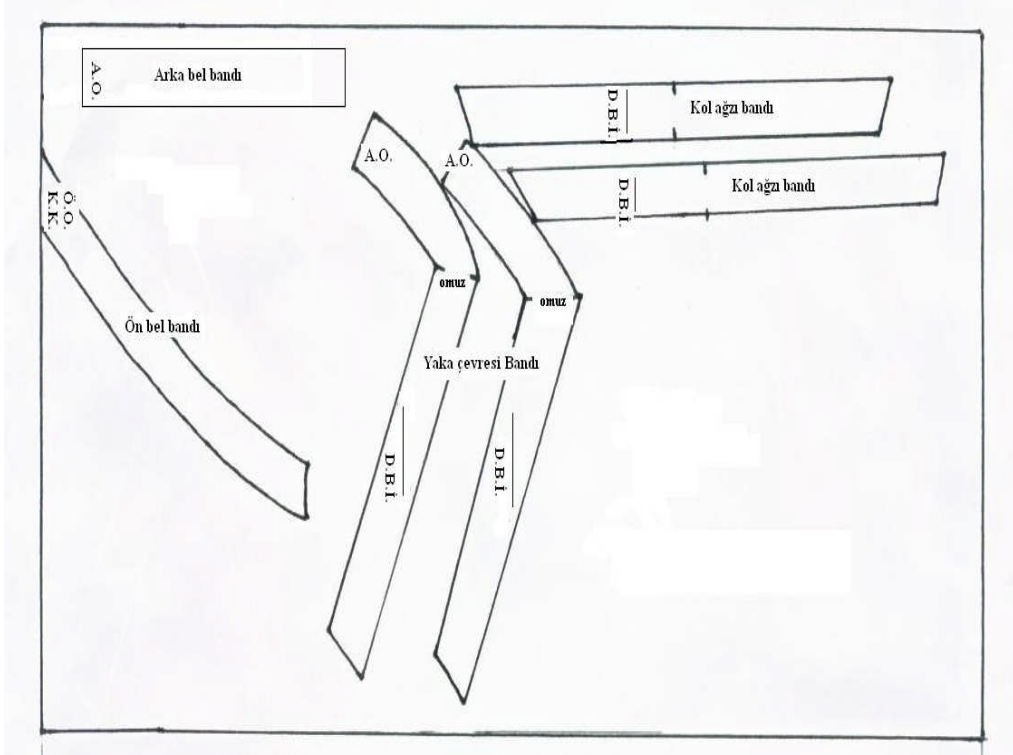 Arka bel bandı
A.O.
Kol ağzı bandı
D.B.İ.
A.O.
A.O.
Kol ağzı bandı
D.B.İ.
Ö.O.
K.K.
omuz
omuz
Ön bel bandı
Yaka çevresi Bandı
D.B.İ.
D.B.İ.